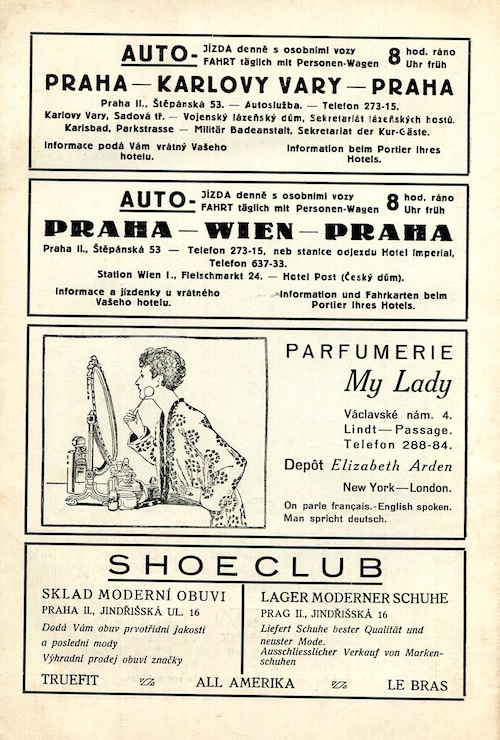 AUTO- JÍZDA denně s osobními vozy 8 hod. ráno
FAHRT täglich mit Personen-Wagen Uhr früh
PRAHA — KARLOVY VARY — PRAHA
Praha II., Štěpánská 53. — Autoslužba. — Telefon 273-15.
Karlovy Vary, Sadová tř. — Vojenský lázeňský dům, Sekretariát lázeňských hostů.
Karlsbad, Parkstrasse — Militär Badeanstalt, Sekretariat der Kur-Gäste.
Informace podá Vám vrátný Vašeho
hotelu.
Information beim Portier Ihres
Hotels.
AUTO- JÍZDA denně s osobními vozy 8 hod. ráno
FAHRT täglich mit Personen-Wagen Uhr früh
PRAHA — WIEN — PRAHA
Praha II., Štěpánská 53 — Telefon 273-15, neb stanice odjezdu Hotel Imperial,
Telefon 637-33.
Station Wien I., Fleischmarkt 24. — Hotel Post (Český dům).
Informace a jízdenky u vrátného
Vašeho hotelu.
Information und Fahrkarten beim
Portier Ihres Hotels.
PARFUMERIE
My Lady
Václavské nám. 4.
Lindt—Passage.
Telefon 288-84.
Depôt Elizabeth Arden
New York—London.
On parle français.-English spoken.
Man spricht deutsch.
SHOECLUB
SKLAD MODERNÍ OBUVI
PRAHA II., JINDŘIŠSKÁ UL. 16
Dodá Vám obuv prvotřídní jakosti
a poslední mody
Výhradní prodej obuvi značky
LAGER MODERNER SCHUHE
PRAG II., JINDŘIŠSKÁ 16
Liefert Schuhe bester Qualität und
neuster Mode.
Ausschliesslicher Verkauf von Marken-
schuhen
TRUEFIT ALL AMERIKA LE BRAS